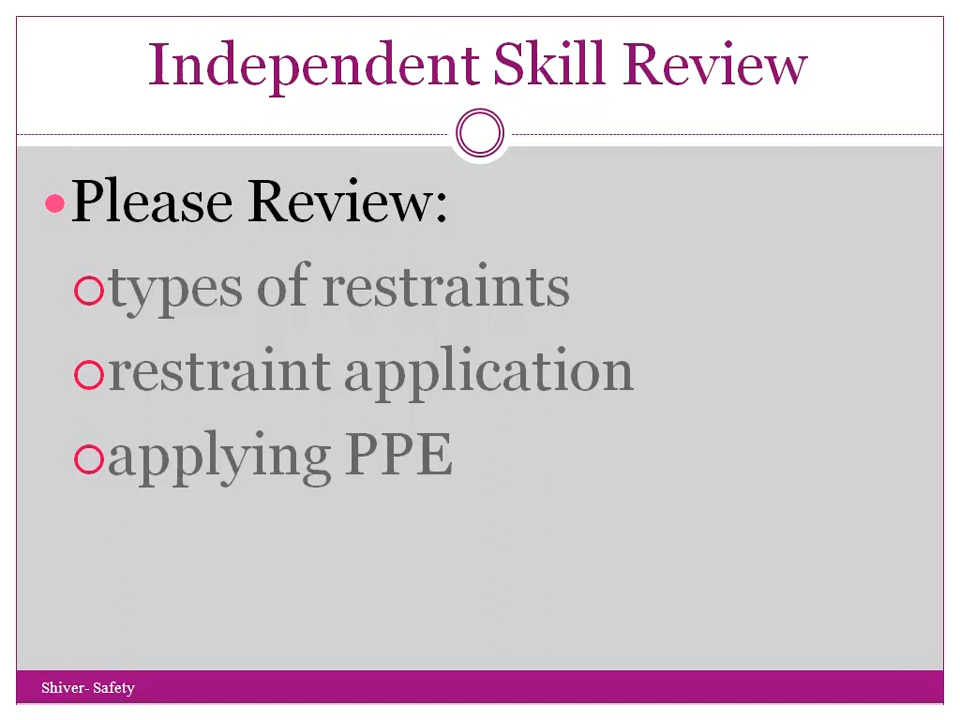 Independent Skill Review
Please Review:
types of restraints
restraint application
applying PPE
Shiver- Safety